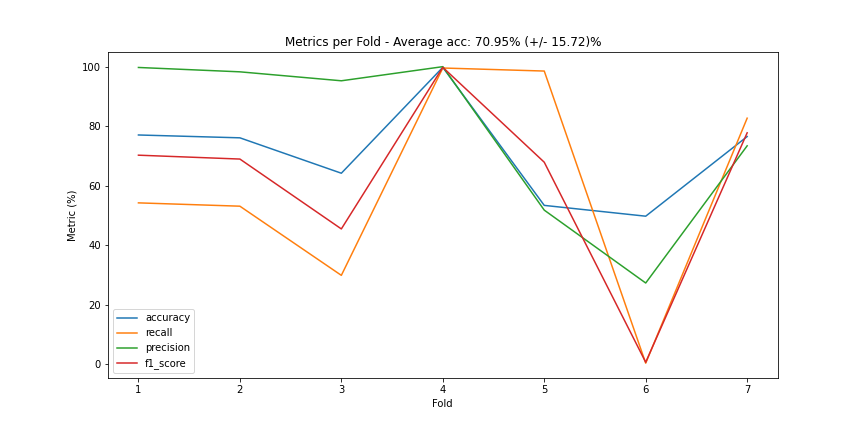 Metrics per Fold - Average acc: 70.95% (+/- 15.72)%
Metric (%)
100
80
60
40
20
0
accuracy
recall
precision
f1_score
1 2 3 4 5 6 7
Fold